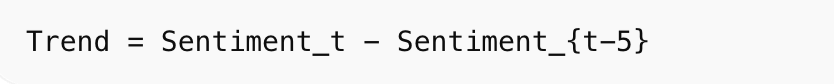 Trend = Sentiment_t − Sentiment_{t−5}